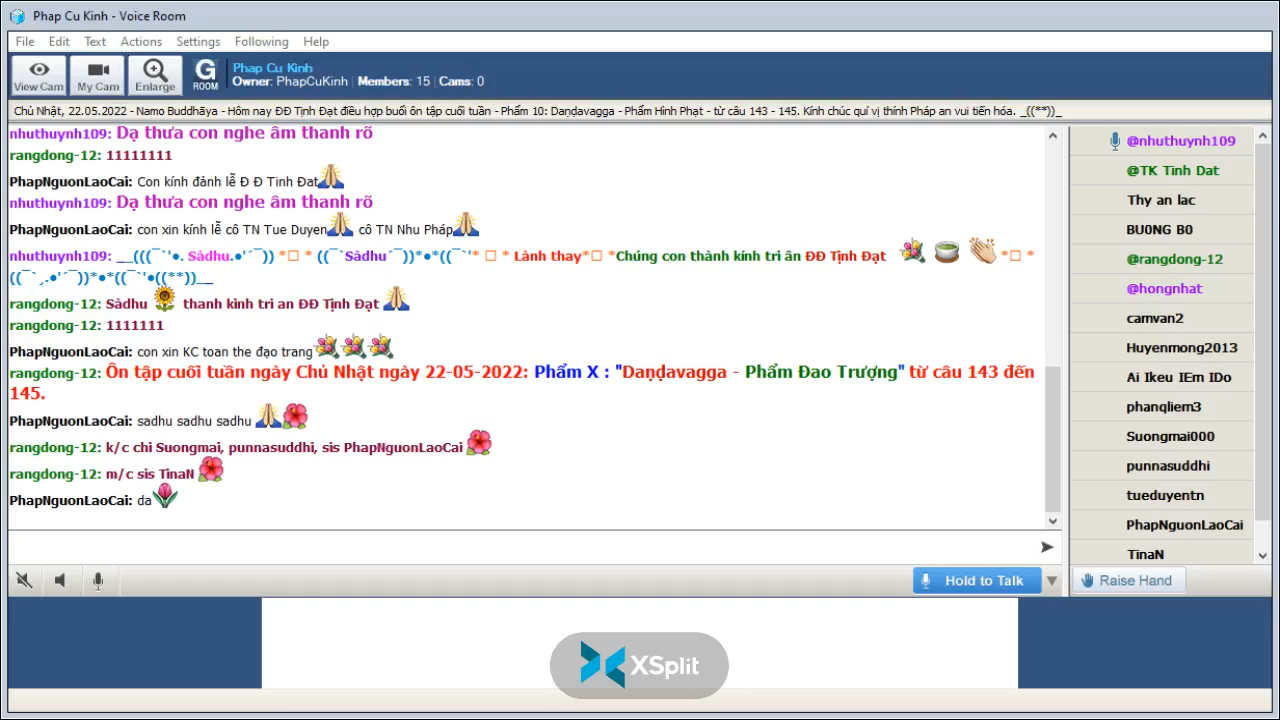 Phap Cu Kinh - Voice Room
File Edit Text Actions Settings Following Help
View Cam My Cam Enlarge G ROOM
Phap Cu Kinh
Owner: PhapCuKinh | Members: 15 | Cams: 0
Chủ Nhật, 22.05.2022 - Namo Buddhāya - Hôm nay ĐĐ Tịnh Đạt điều hợp buổi ôn tập cuối tuần - Phẩm 10: Daṇḍavagga - Phẩm Hình Phạt - từ câu 143 - 145. Kính chúc quí vị thính Pháp an vui tiến hóa. _((**))_
nhuthuynh109: Dạ thưa con nghe âm thanh rõ
rangdong-12: 11111111
PhapNguonLaoCai: Con kính đảnh lễ Đ Đ Tinh Đat
nhuthuynh109: Dạ thưa con nghe âm thanh rõ
PhapNguonLaoCai: con xin kính lễ cô TN Tue Duyen cô TN Nhu Pháp
nhuthuynh109: __(((¯`'•. Sàdhu.•'´¯)) *□ * ((¯`Sàdhu´¯))*•*((¯`'* □ * Lành thay*□ *Chúng con thành kính tri ân ĐĐ Tịnh Đạt *□ *
((¯`¸.•'´¯))*•*((¯`'•((**))__
rangdong-12: Sàdhu thanh kinh tri an ĐĐ Tịnh Đạt
rangdong-12: 1111111
PhapNguonLaoCai: con xin KC toan the đạo trang
rangdong-12: Ôn tập cuối tuần ngày Chủ Nhật ngày 22-05-2022: Phẩm X : "Daṇḍavagga - Phẩm Đao Trượng" từ câu 143 đến
145.
PhapNguonLaoCai: sadhu sadhu sadhu
rangdong-12: k/c chi Suongmai, punnasuddhi, sis PhapNguonLaoCai
rangdong-12: m/c sis TinaN
PhapNguonLaoCai: da
@nhuthuynh109
@TK Tinh Dat
Thy an lac
BU0NG B0
@rangdong-12
@hongnhat
camvan2
Huyenmong2013
Ai Ikeu IEm IDo
phanqliem3
Suongmai000
punnasuddhi
tueduyentn
PhapNguonLaoCai
TinaN
Hold to Talk
Raise Hand
XSplit